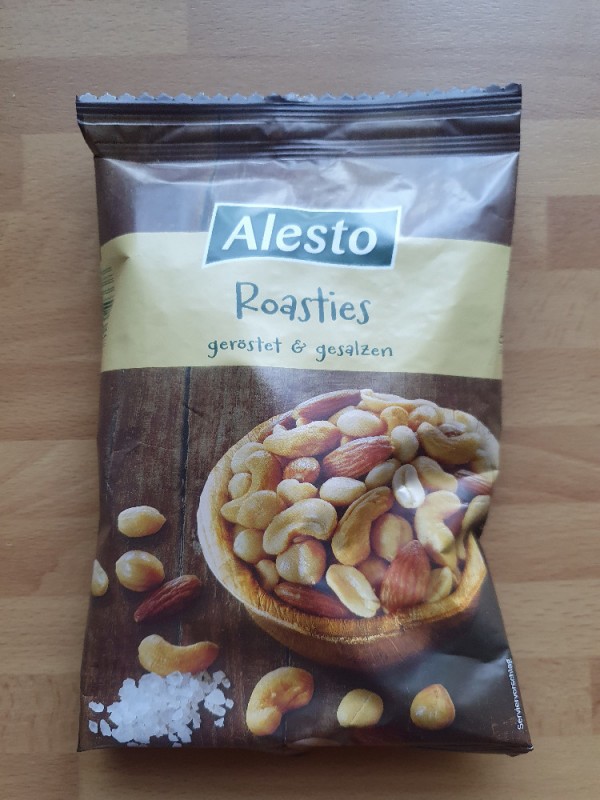 Alesto
Roasties
geröstet & gesalzen
Serviervorschlag